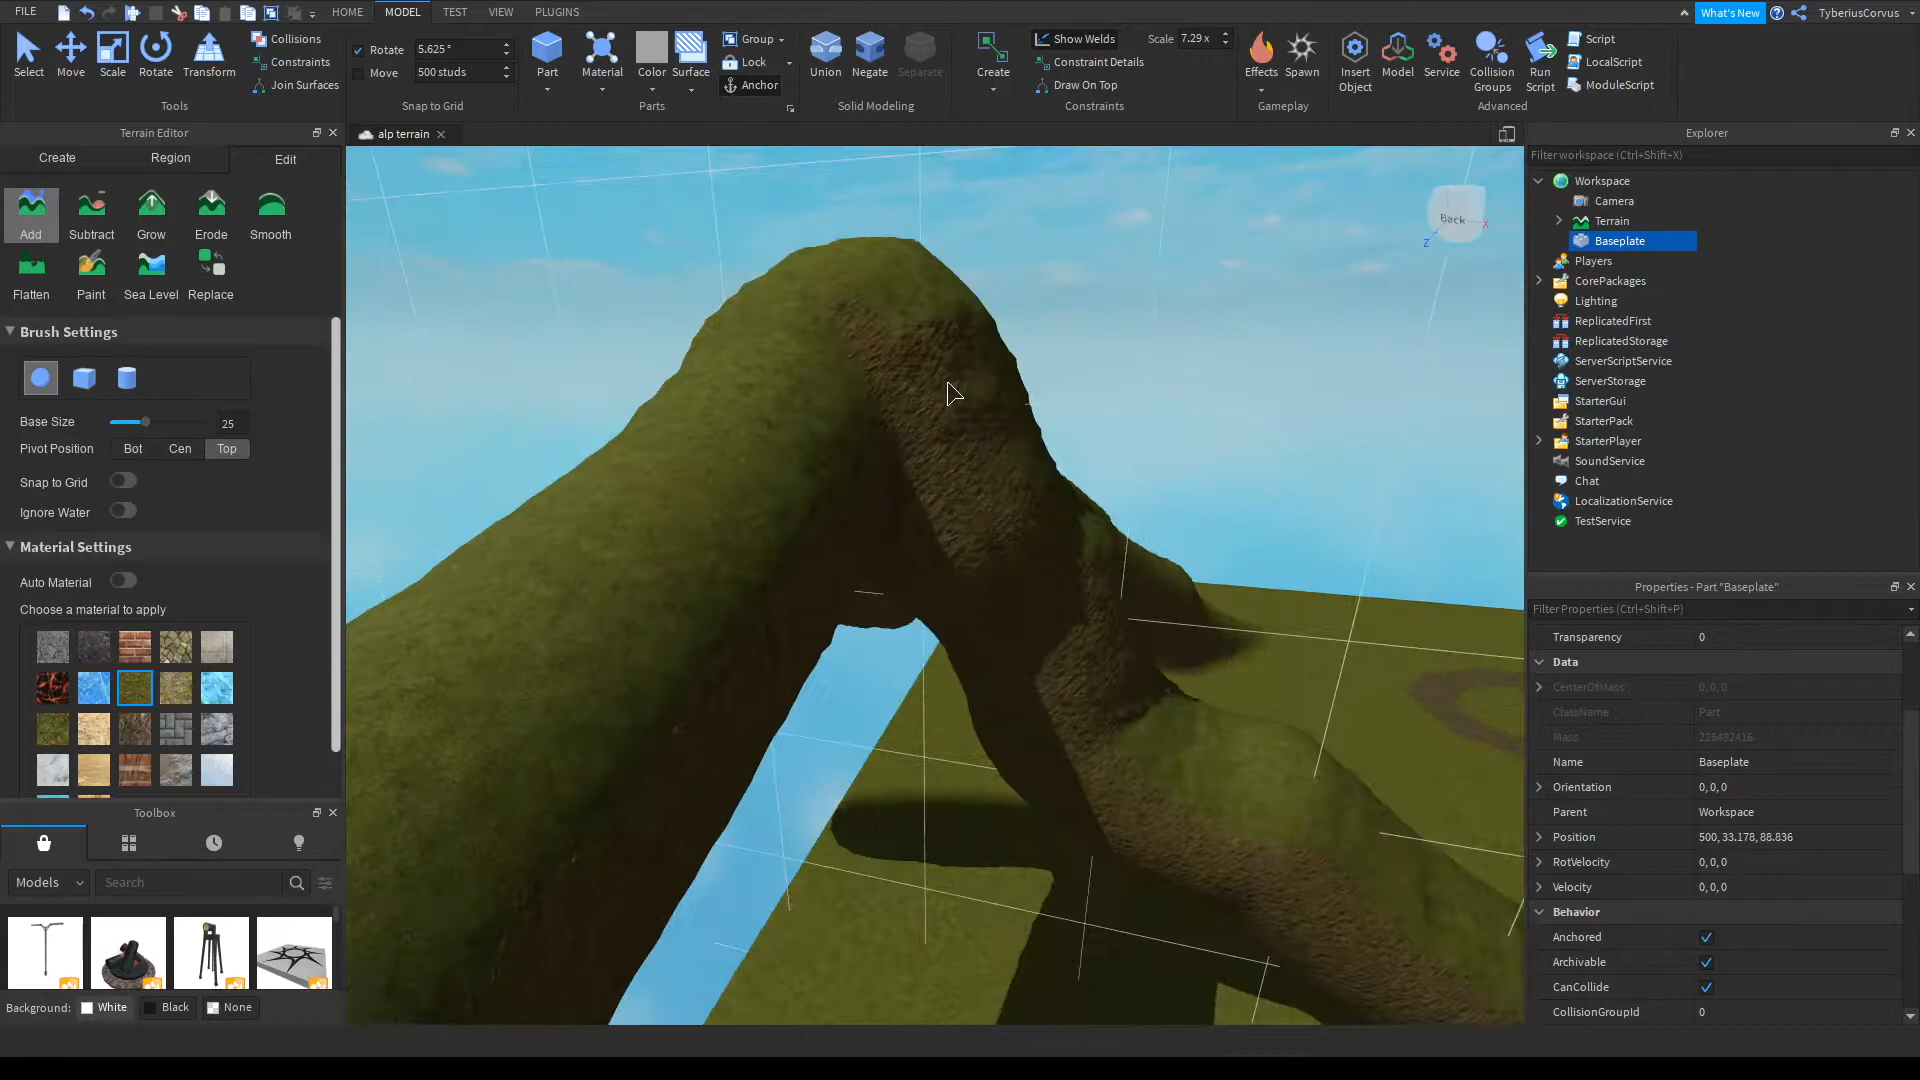 FILE HOME MODEL TEST VIEW PLUGINS What's New TyberiusCorvus
Select Move Scale Rotate Transform
Collisions
Constraints
Join Surfaces
Tools
Rotate 5.625 °
Move 500 studs
Snap to Grid
Part Material Color Surface
Group
Lock
Anchor
Parts
Union Negate Separate
Solid Modeling
Create
Show Welds
Constraint Details
Draw On Top
Scale 7.29 x
Constraints
Effects Spawn
Gameplay
Insert
Object
Model Service
Collision
Groups
Run
Script
Script
LocalScript
ModuleScript
Advanced
Terrain Editor
Create Region Edit
Add Subtract Grow Erode Smooth
Flatten Paint Sea Level Replace
Brush Settings
Base Size 25
Pivot Position Bot Cen Top
Snap to Grid
Ignore Water
Material Settings
Auto Material
Choose a material to apply
Toolbox
Models Search
Background: White Black None
alp terrain
Back
X
Z
Explorer
Filter workspace (Ctrl+Shift+X)
Workspace
Camera
Terrain
Baseplate
Players
CorePackages
Lighting
ReplicatedFirst
ReplicatedStorage
ServerScriptService
ServerStorage
StarterGui
StarterPack
StarterPlayer
SoundService
Chat
LocalizationService
TestService
Properties - Part "Baseplate"
Filter Properties (Ctrl+Shift+P)
Transparency 0
Data
CenterOfMass 0, 0, 0
ClassName Part
Mass 226492416
Name Baseplate
Orientation 0, 0, 0
Parent Workspace
Position 500, 33.178, 88.836
RotVelocity 0, 0, 0
Velocity 0, 0, 0
Behavior
Anchored
Archivable
CanCollide
CollisionGroupId 0